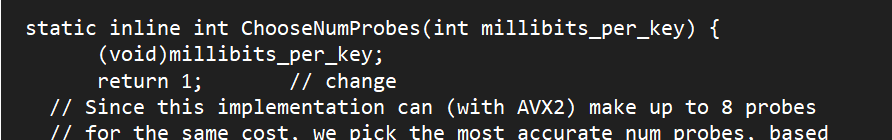 static inline int ChooseNumProbes(int millibits_per_key) {
(void)millibits_per_key;
return 1; // change
// Since this implementation can (with AVX2) make up to 8 probes
// for the same cost, we pick the most accurate num_probes, based